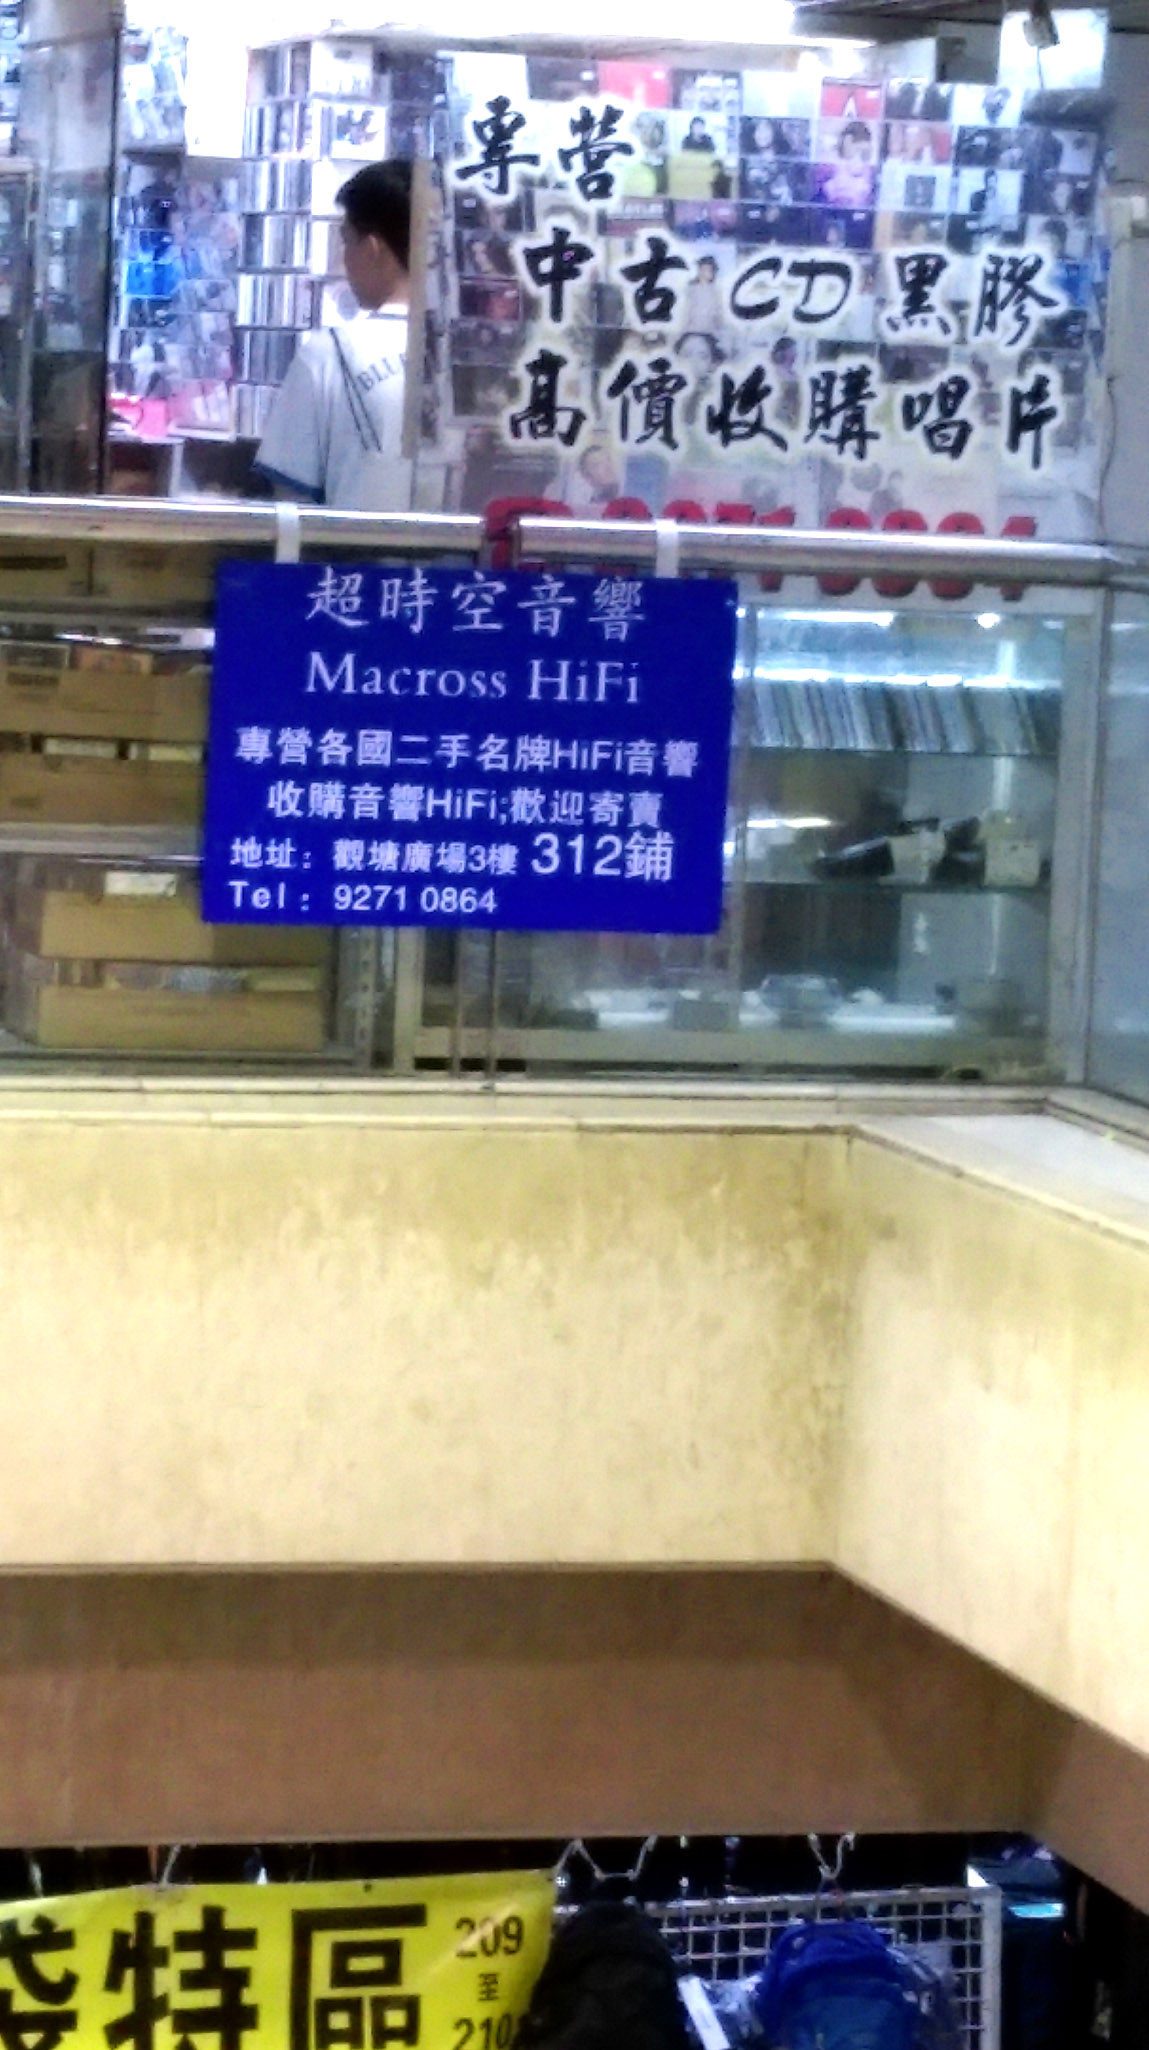 專營
中古CD黑膠
高價收購唱片
BLU
超時空音響
Macross HiFi
專營各國二手名牌HiFi音響
收購音響HiFi;歡迎寄賣
地址：觀塘廣場3樓 312鋪
Tel：9271 0864
袋特區
209
至
210